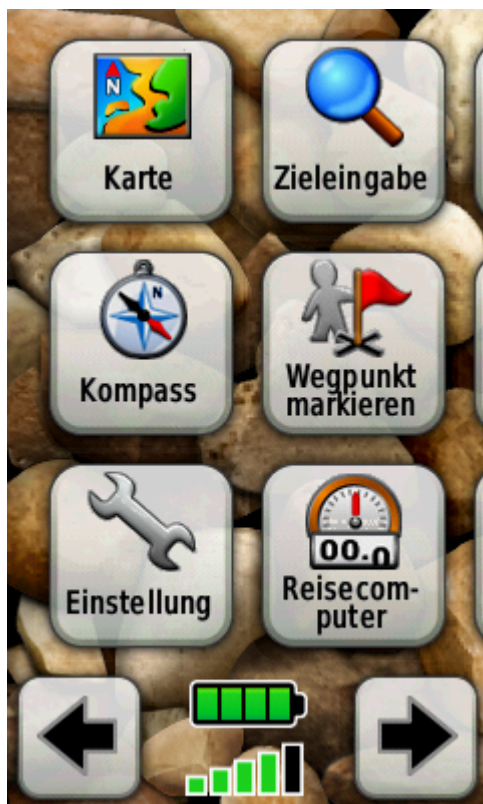 N
Karte
Zieleingabe
N
Kompass
Wegpunkt
markieren
Einstellung
00.0
Reisecom-
puter